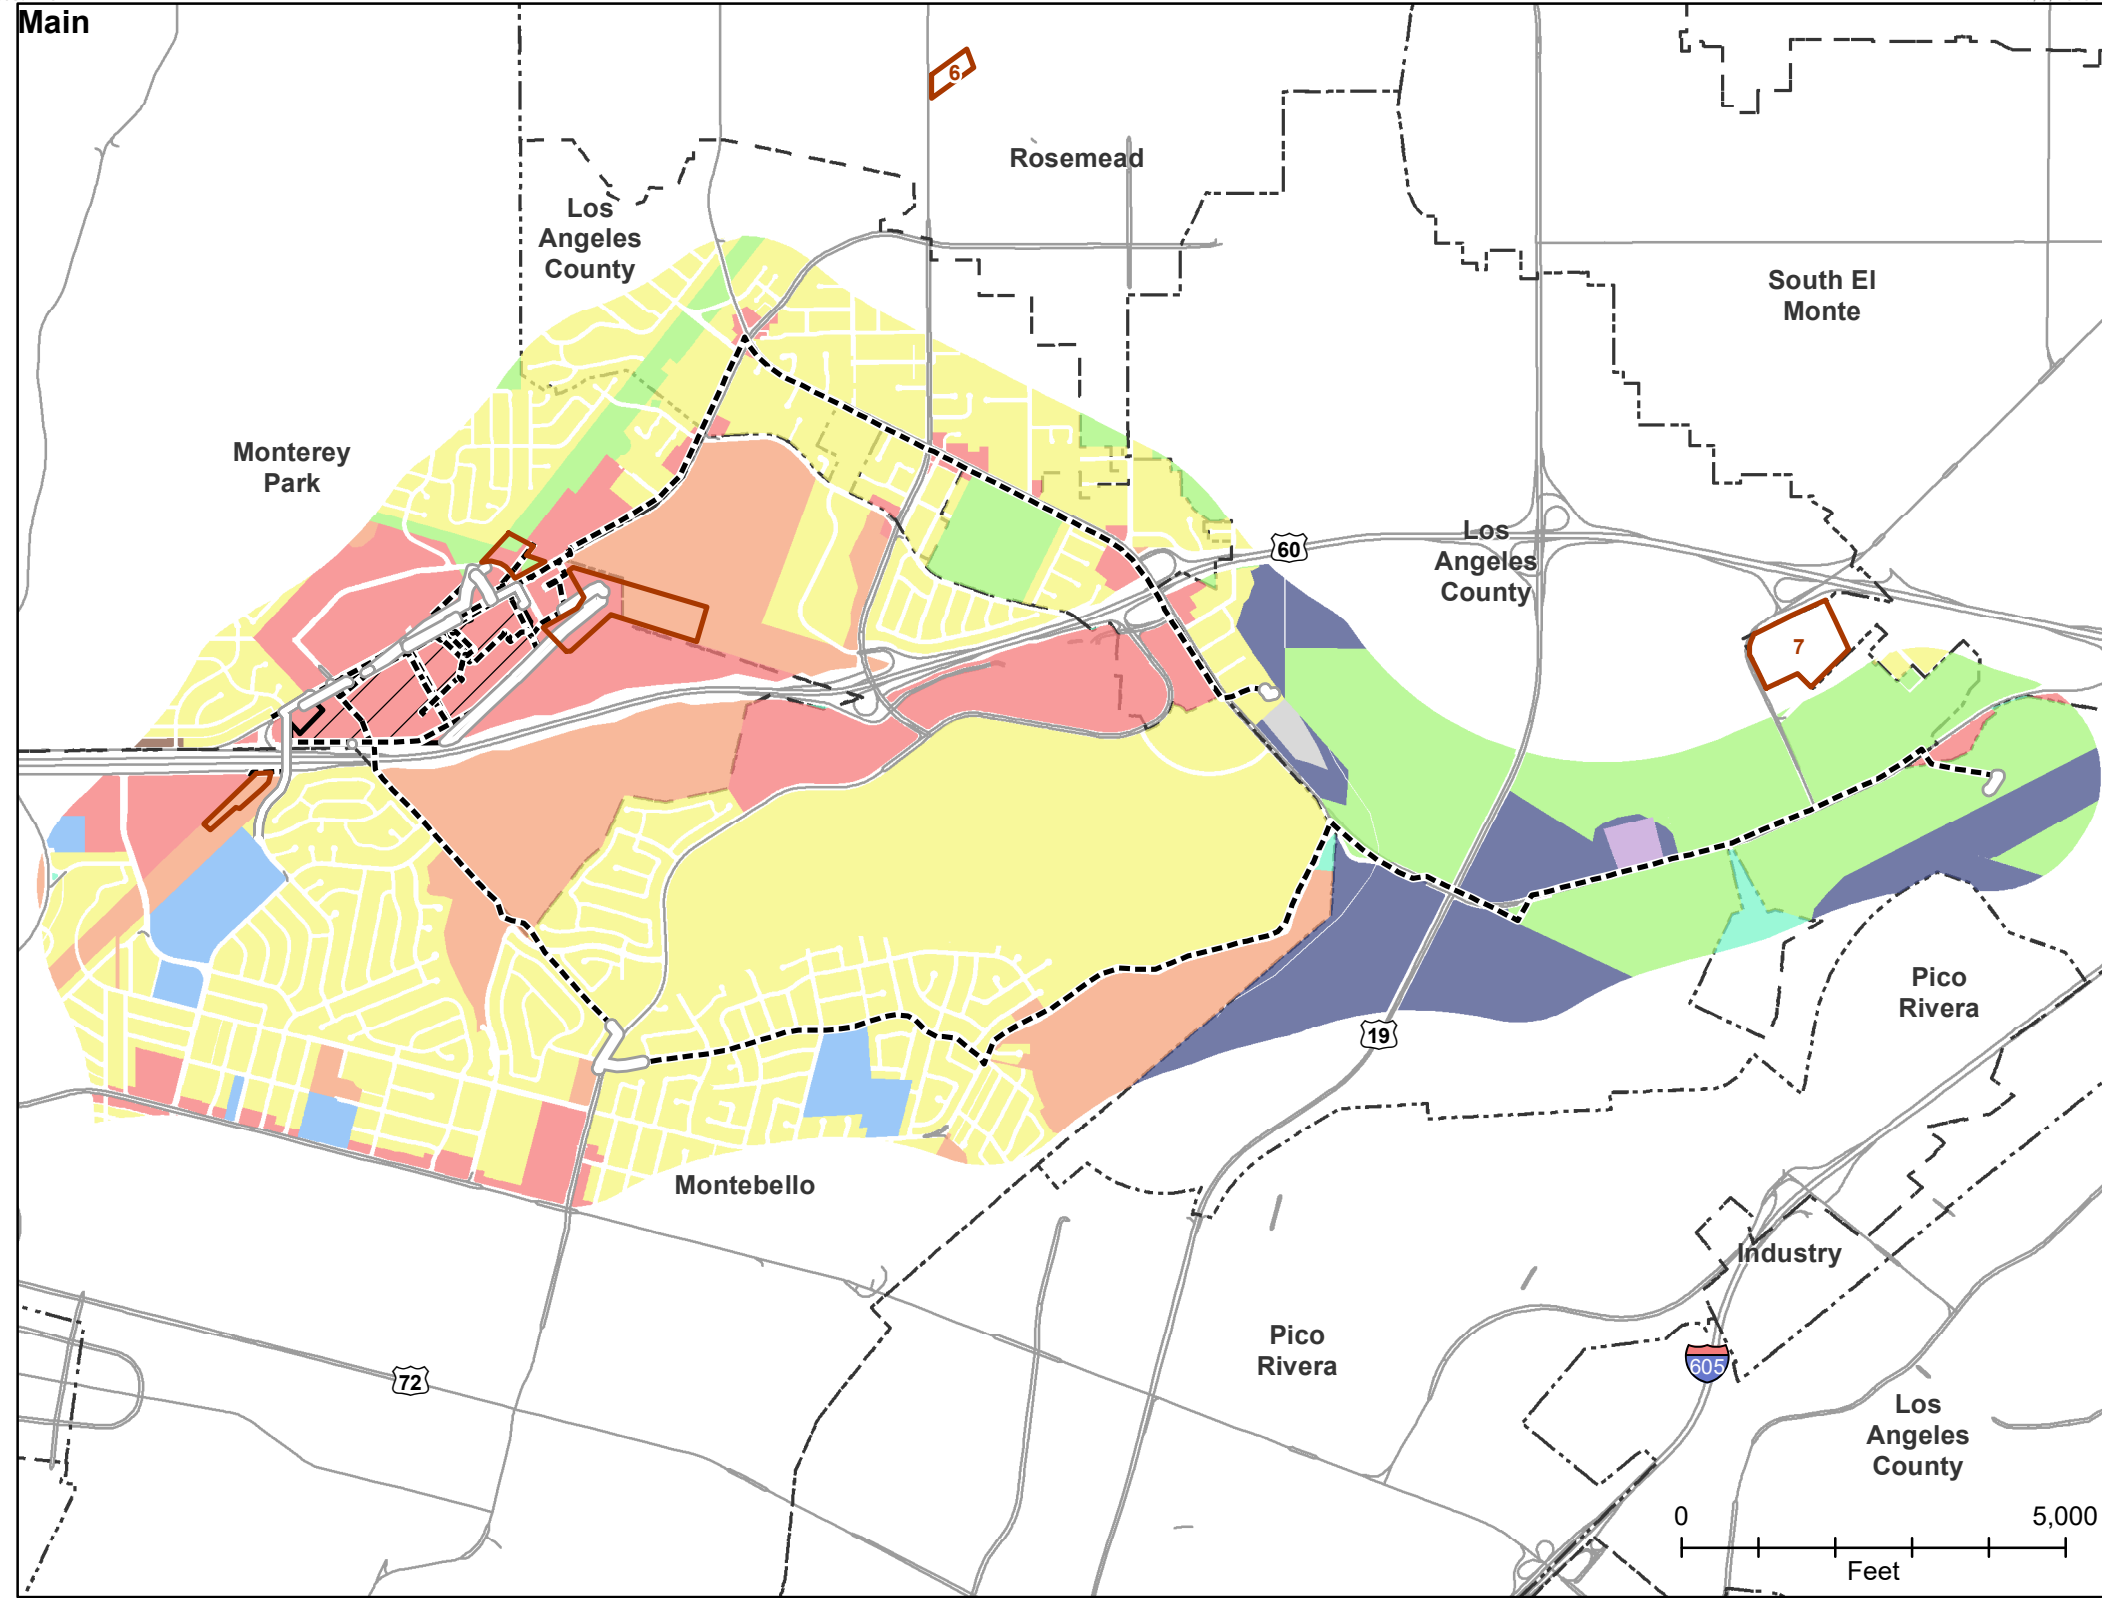 Main
6
Rosemead
Los
Angeles
County
South El
Monte
Monterey
Park
60
Los
Angeles
County
7
Pico
Rivera
19
Montebello
Industry
Pico
Rivera
605
72
Los
Angeles
County
0
5,000
Feet